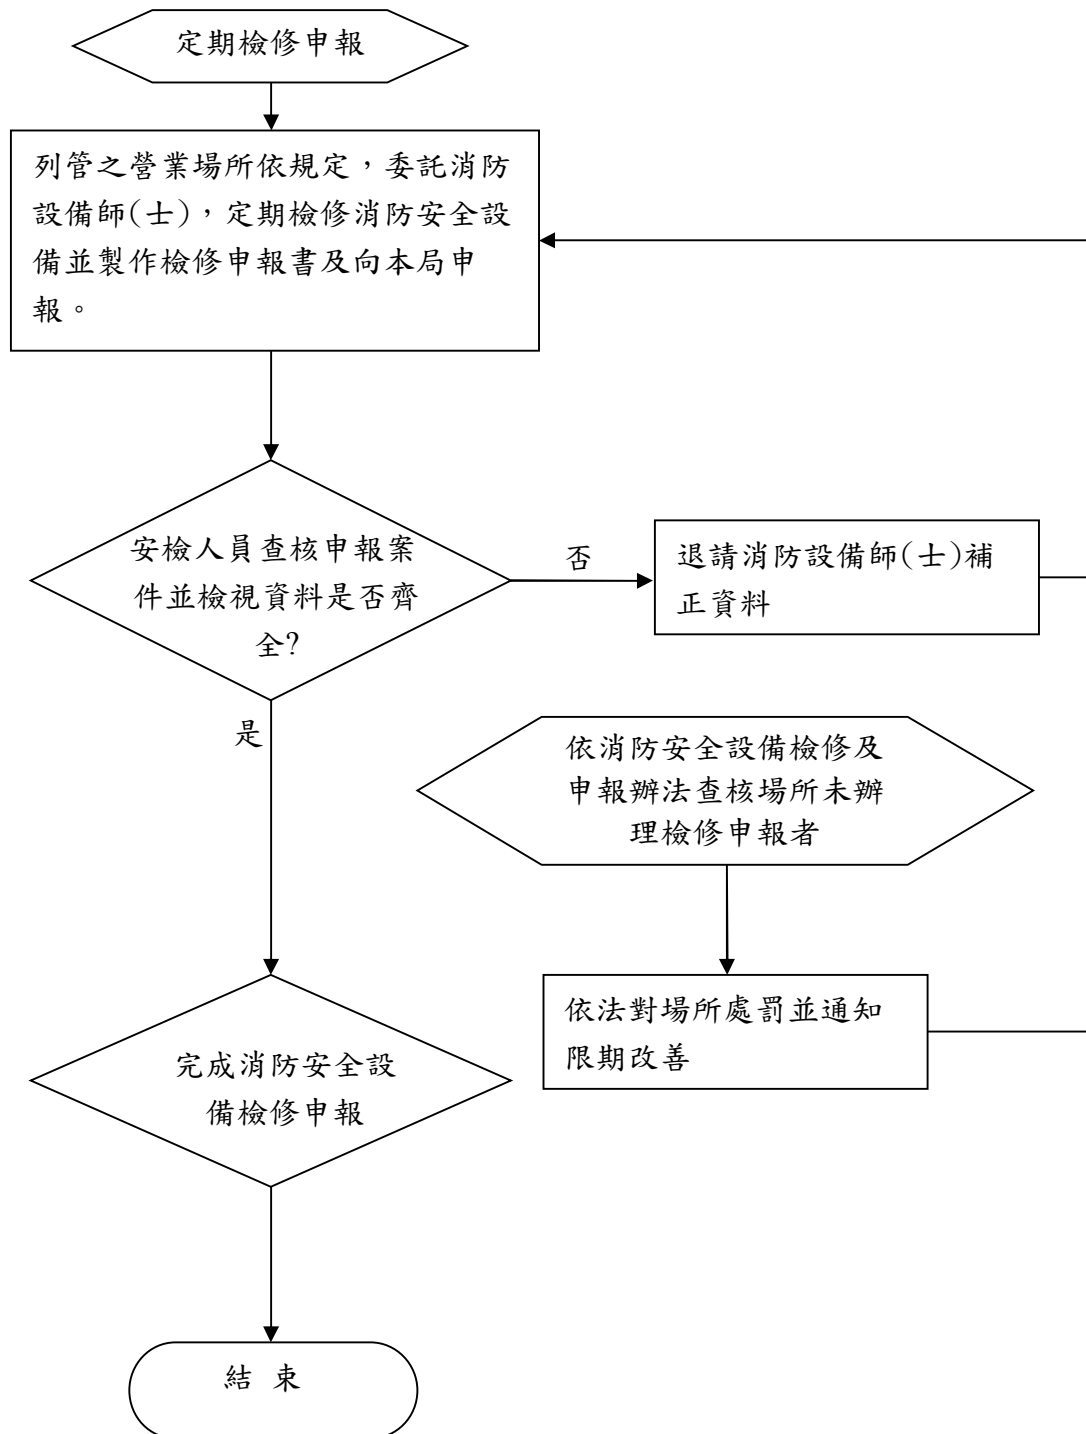 定期檢修申報
列管之營業場所依規定，委託消防
設備師(士)，定期檢修消防安全設
備並製作檢修申報書及向本局申
報。
安檢人員查核申報案
件並檢視資料是否齊
全?
否
退請消防設備師(士)補
正資料
是
依消防安全設備檢修及
申報辦法查核場所未辦
理檢修申報者
依法對場所處罰並通知
限期改善
完成消防安全設
備檢修申報
結 束